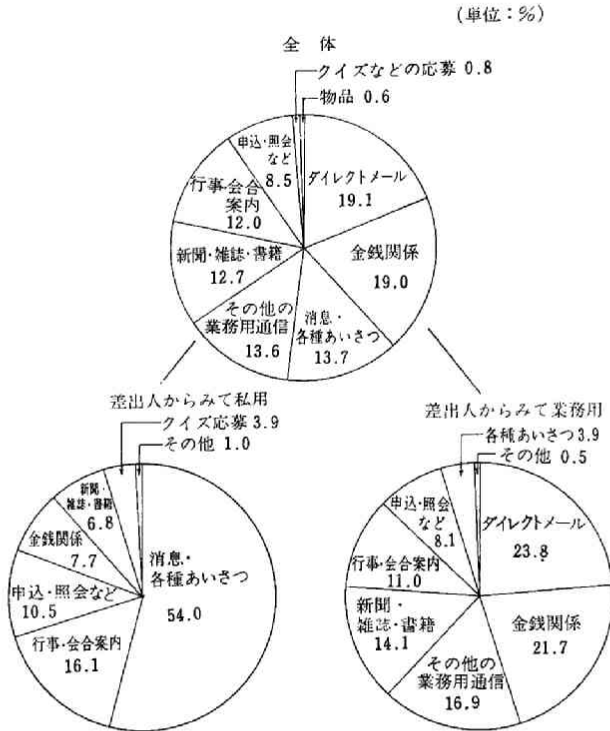 (単位：%)
全 体
クイズなどの応募 0.8
物品 0.6
ダイレクトメール
19.1
金銭関係
19.0
消息・
各種あいさつ
13.7
その他の
業務用通信
13.6
新聞・雑誌・書籍
12.7
行事・会合
案内
12.0
申込・照会
など
8.5
差出人からみて私用
クイズ応募 3.9
その他 1.0
消息・
各種あいさつ
54.0
行事・会合案内
16.1
申込・照会など
10.5
金銭関係
7.7
新聞・
雑誌・書籍
6.8
差出人からみて業務用
各種あいさつ 3.9
その他 0.5
ダイレクトメール
23.8
金銭関係
21.7
その他の
業務用通信
16.9
新聞・
雑誌・書籍
14.1
行事・会合案内
11.0
申込・照会
など
8.1